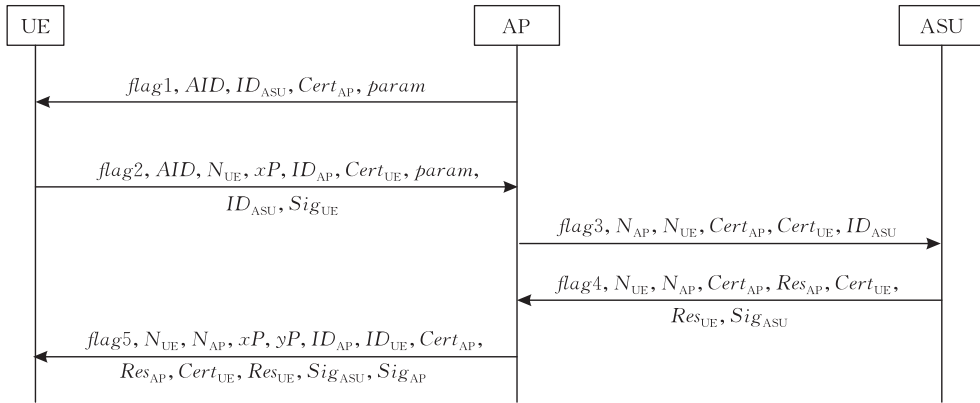 UE AP ASU
flag1, AID, ID_ASU, Cert_AP, param
flag2, AID, N_UE, xP, ID_AP, Cert_UE, param,
ID_ASU, Sig_UE
flag3, N_AP, N_UE, Cert_AP, Cert_UE, ID_ASU
flag4, N_UE, N_AP, Cert_AP, Res_AP, Cert_UE,
Res_UE, Sig_ASU
flag5, N_UE, N_AP, xP, yP, ID_AP, ID_UE, Cert_AP,
Res_AP, Cert_UE, Res_UE, Sig_ASU, Sig_AP